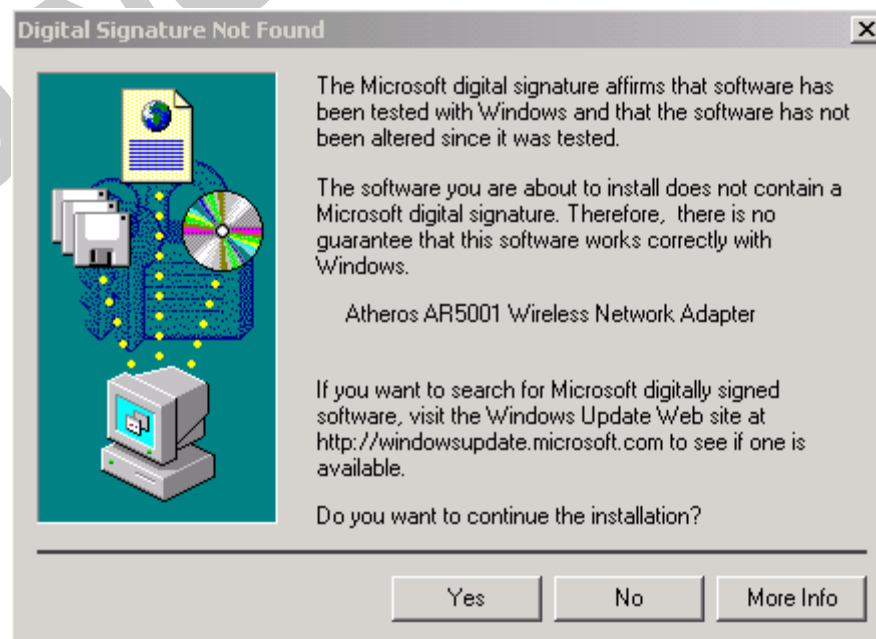 Digital Signature Not Found
The Microsoft digital signature affirms that software has
been tested with Windows and that the software has not
been altered since it was tested.
The software you are about to install does not contain a
Microsoft digital signature. Therefore,  there is no
guarantee that this software works correctly with
Windows.
Atheros AR5001 Wireless Network Adapter
If you want to search for Microsoft digitally signed
software, visit the Windows Update Web site at
http://windowsupdate.microsoft.com to see if one is
available.
Do you want to continue the installation?
Yes No More Info